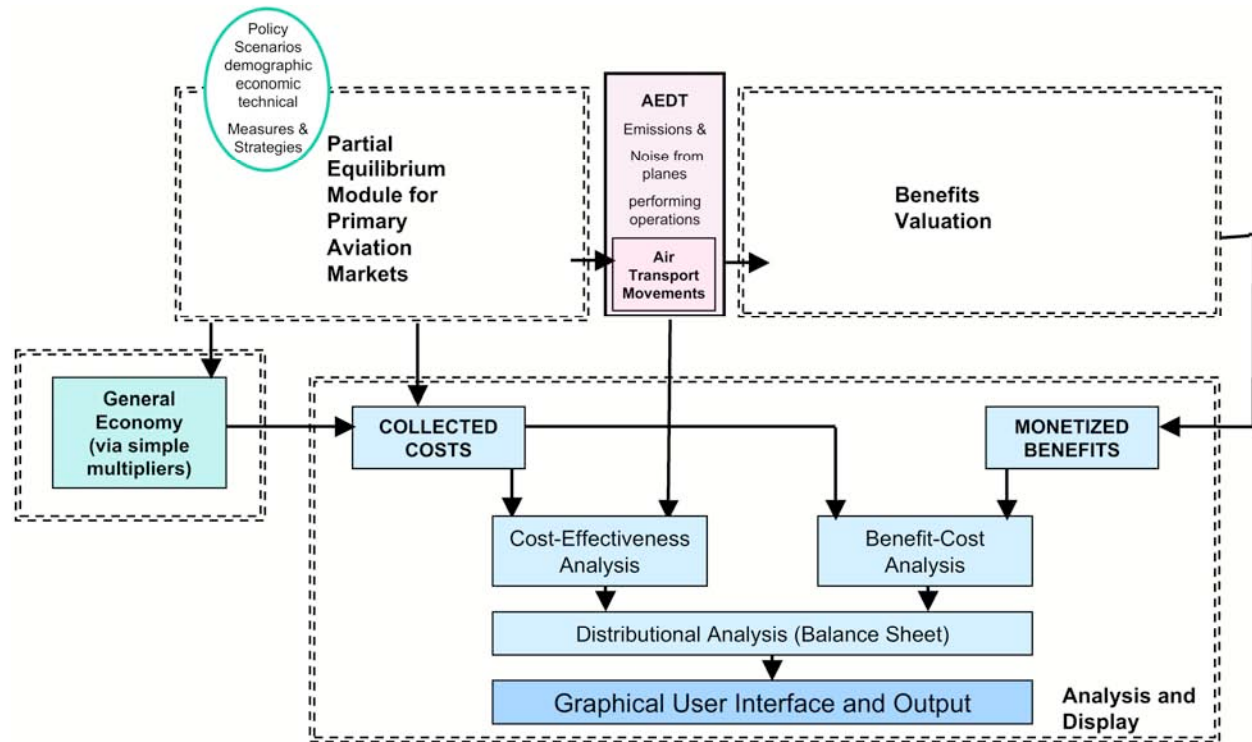 Policy
Scenarios
demographic
economic
technical
Measures &
Strategies
Partial
Equilibrium
Module for
Primary
Aviation
Markets
AEDT
Emissions &
Noise from
planes
performing
operations
Air
Transport
Movements
Benefits
Valuation
General
Economy
(via simple
multipliers)
COLLECTED
COSTS
MONETIZED
BENEFITS
Cost-Effectiveness
Analysis
Benefit-Cost
Analysis
Distributional Analysis (Balance Sheet)
Graphical User Interface and Output
Analysis and
Display